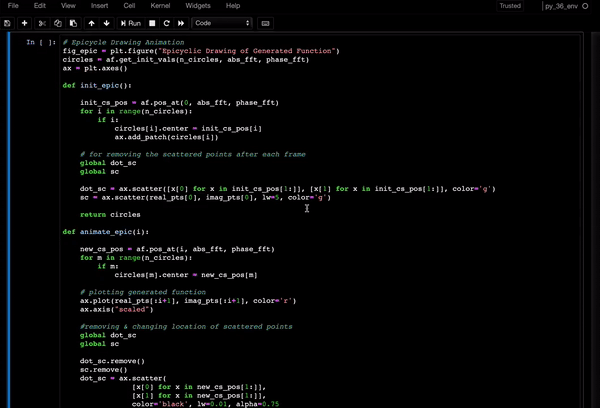 File Edit View Insert Cell Kernel Widgets Help Trusted py_36_env
Run Code
In [ ]: # Epicycle Drawing Animation
fig_epic = plt.figure("Epicyclic Drawing of Generated Function")
circles = af.get_init_vals(n_circles, abs_fft, phase_fft)
ax = plt.axes()
def init_epic():
init_cs_pos = af.pos_at(0, abs_fft, phase_fft)
for i in range(n_circles):
if i:
circles[i].center = init_cs_pos[i]
ax.add_patch(circles[i])
# for removing the scattered points after each frame
global dot_sc
global sc
dot_sc = ax.scatter([x[0] for x in init_cs_pos[1:]], [x[1] for x in init_cs_pos[1:]], color='g')
sc = ax.scatter(real_pts[0], imag_pts[0], lw=5, color='g')
return circles
def animate_epic(i):
new_cs_pos = af.pos_at(i, abs_fft, phase_fft)
for m in range(n_circles):
if m:
circles[m].center = new_cs_pos[m]
# plotting generated function
ax.plot(real_pts[:i+1], imag_pts[:i+1], color='r')
ax.axis("scaled")
#removing & changing location of scattered points
global dot_sc
global sc
dot_sc.remove()
sc.remove()
dot_sc = ax.scatter(
[x[0] for x in new_cs_pos[1:]],
[x[1] for x in new_cs_pos[1:]],
color='black', lw=0.01, alpha=0.75